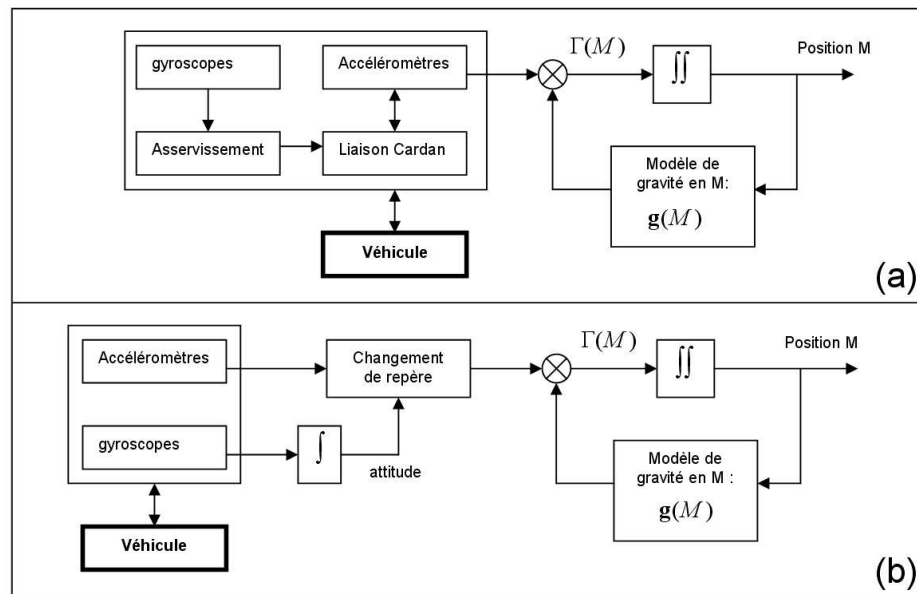 gyroscopes
Accéléromètres
Asservissement
Liaison Cardan
Véhicule
Γ(M)
∬
Position M
Modèle de
gravité en M:
g(M)
(a)
Accéléromètres
gyroscopes
Véhicule
Changement
de repère
∫
attitude
Γ(M)
∬
Position M
Modèle de
gravité en M :
g(M)
(b)